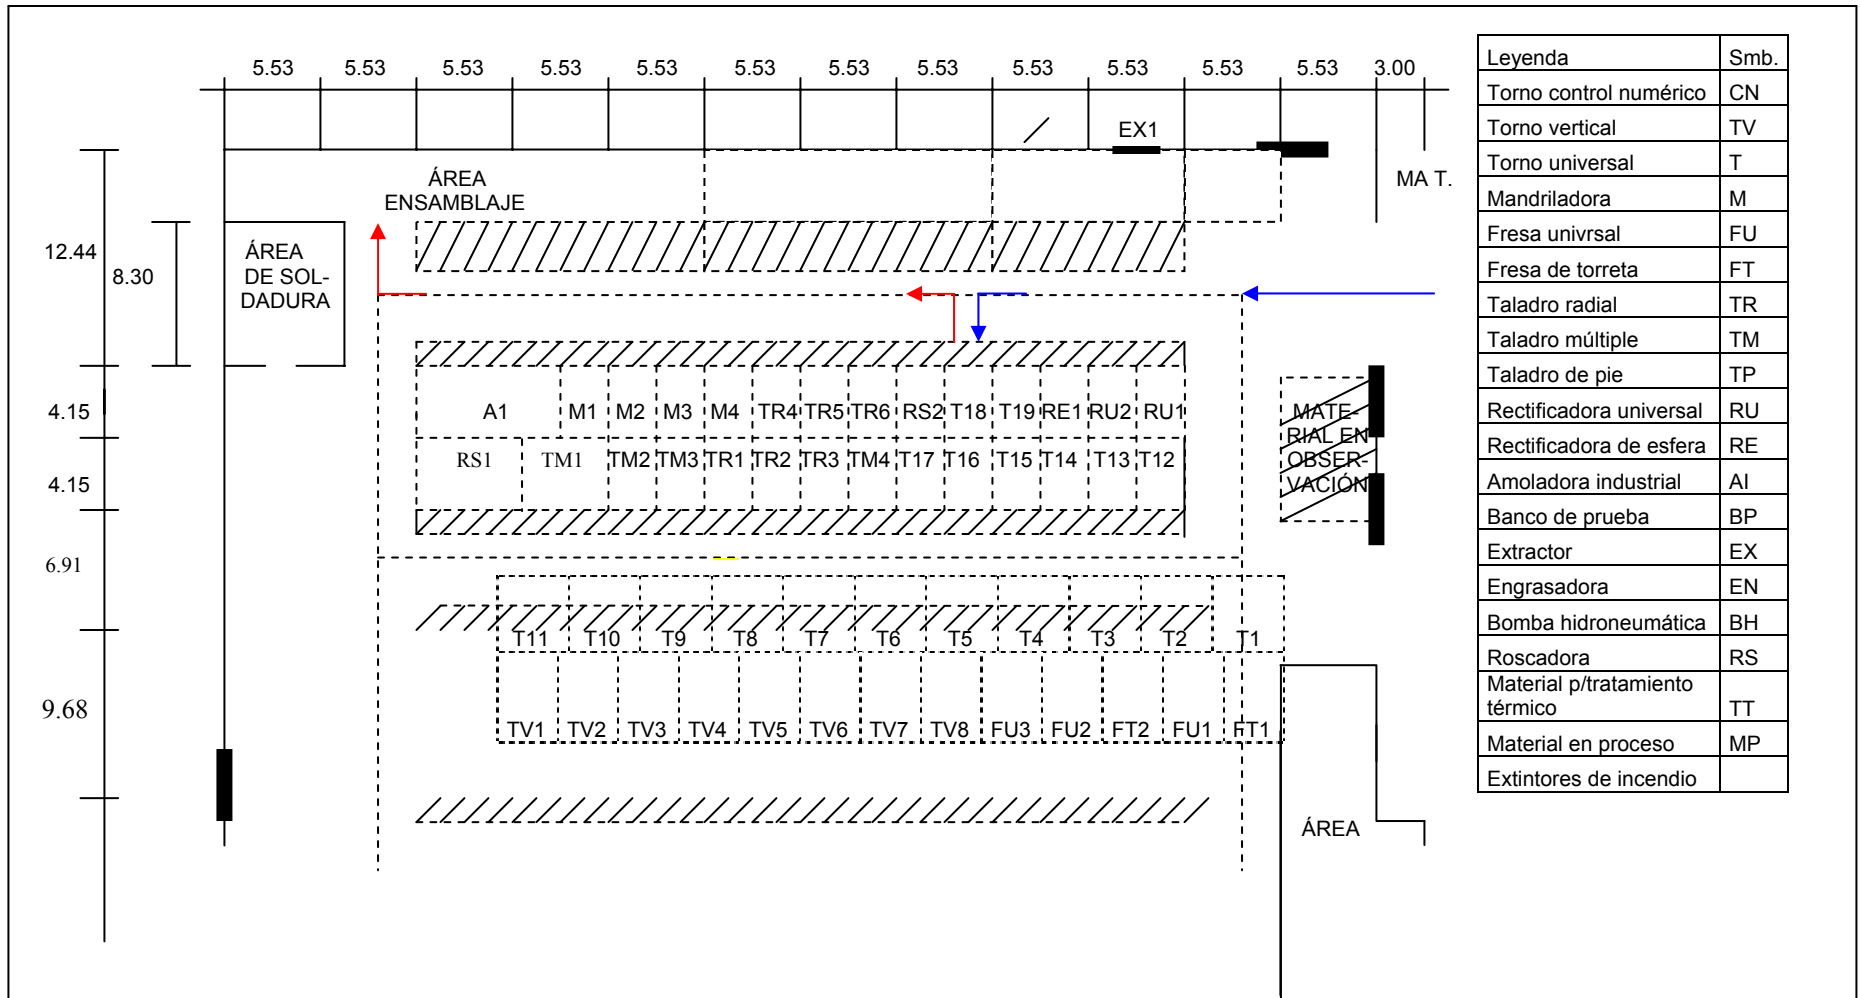 5.53 5.53 5.53 5.53 5.53 5.53 5.53 5.53 5.53 5.53 5.53 5.53 3.00
EX1
MA T.
ÁREA
ENSAMBLAJE
12.44
8.30
ÁREA
DE SOL-
DADURA
4.15
A1 M1 M2 M3 M4 TR4 TR5 TR6 RS2 T18 T19 RE1 RU2 RU1
RS1 TM1 TM2 TM3 TR1 TR2 TR3 TM4 T17 T16 T15 T14 T13 T12
4.15
MATE-
RIAL EN
OBSER-
VACIÓN
6.91
T11 T10 T9 T8 T7 T6 T5 T4 T3 T2 T1
9.68
TV1 TV2 TV3 TV4 TV5 TV6 TV7 TV8 FU3 FU2 FT2 FU1 FT1
ÁREA
Leyenda Smb.
Torno control numérico CN
Torno vertical TV
Torno universal T
Mandriladora M
Fresa univrsal FU
Fresa de torreta FT
Taladro radial TR
Taladro múltiple TM
Taladro de pie TP
Rectificadora universal RU
Rectificadora de esfera RE
Amoladora industrial AI
Banco de prueba BP
Extractor EX
Engrasadora EN
Bomba hidroneumática BH
Roscadora RS
Material p/tratamiento
térmico TT
Material en proceso MP
Extintores de incendio